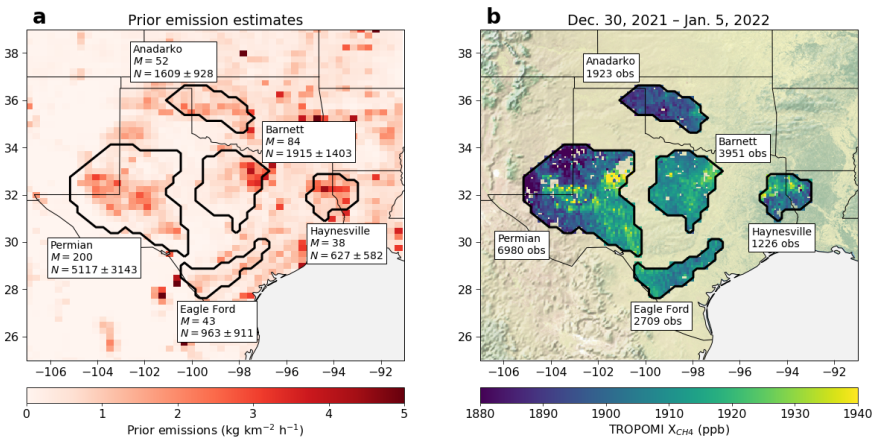 a
Prior emission estimates
38
36
34
32
30
28
26
−106
−104
−102
−100
−98
−96
−94
−92
Anadarko
M = 52
N = 1609 ± 928
Barnett
M = 84
N = 1915 ± 1403
Permian
M = 200
N = 5117 ± 3143
Haynesville
M = 38
N = 627 ± 582
Eagle Ford
M = 43
N = 963 ± 911
0
1
2
3
4
5
Prior emissions (kg km⁻² h⁻¹)
b
Dec. 30, 2021 – Jan. 5, 2022
38
36
34
32
30
28
26
−106
−104
−102
−100
−98
−96
−94
−92
Anadarko
1923 obs
Barnett
3951 obs
Permian
6980 obs
Haynesville
1226 obs
Eagle Ford
2709 obs
1880
1890
1900
1910
1920
1930
1940
TROPOMI X_CH4 (ppb)